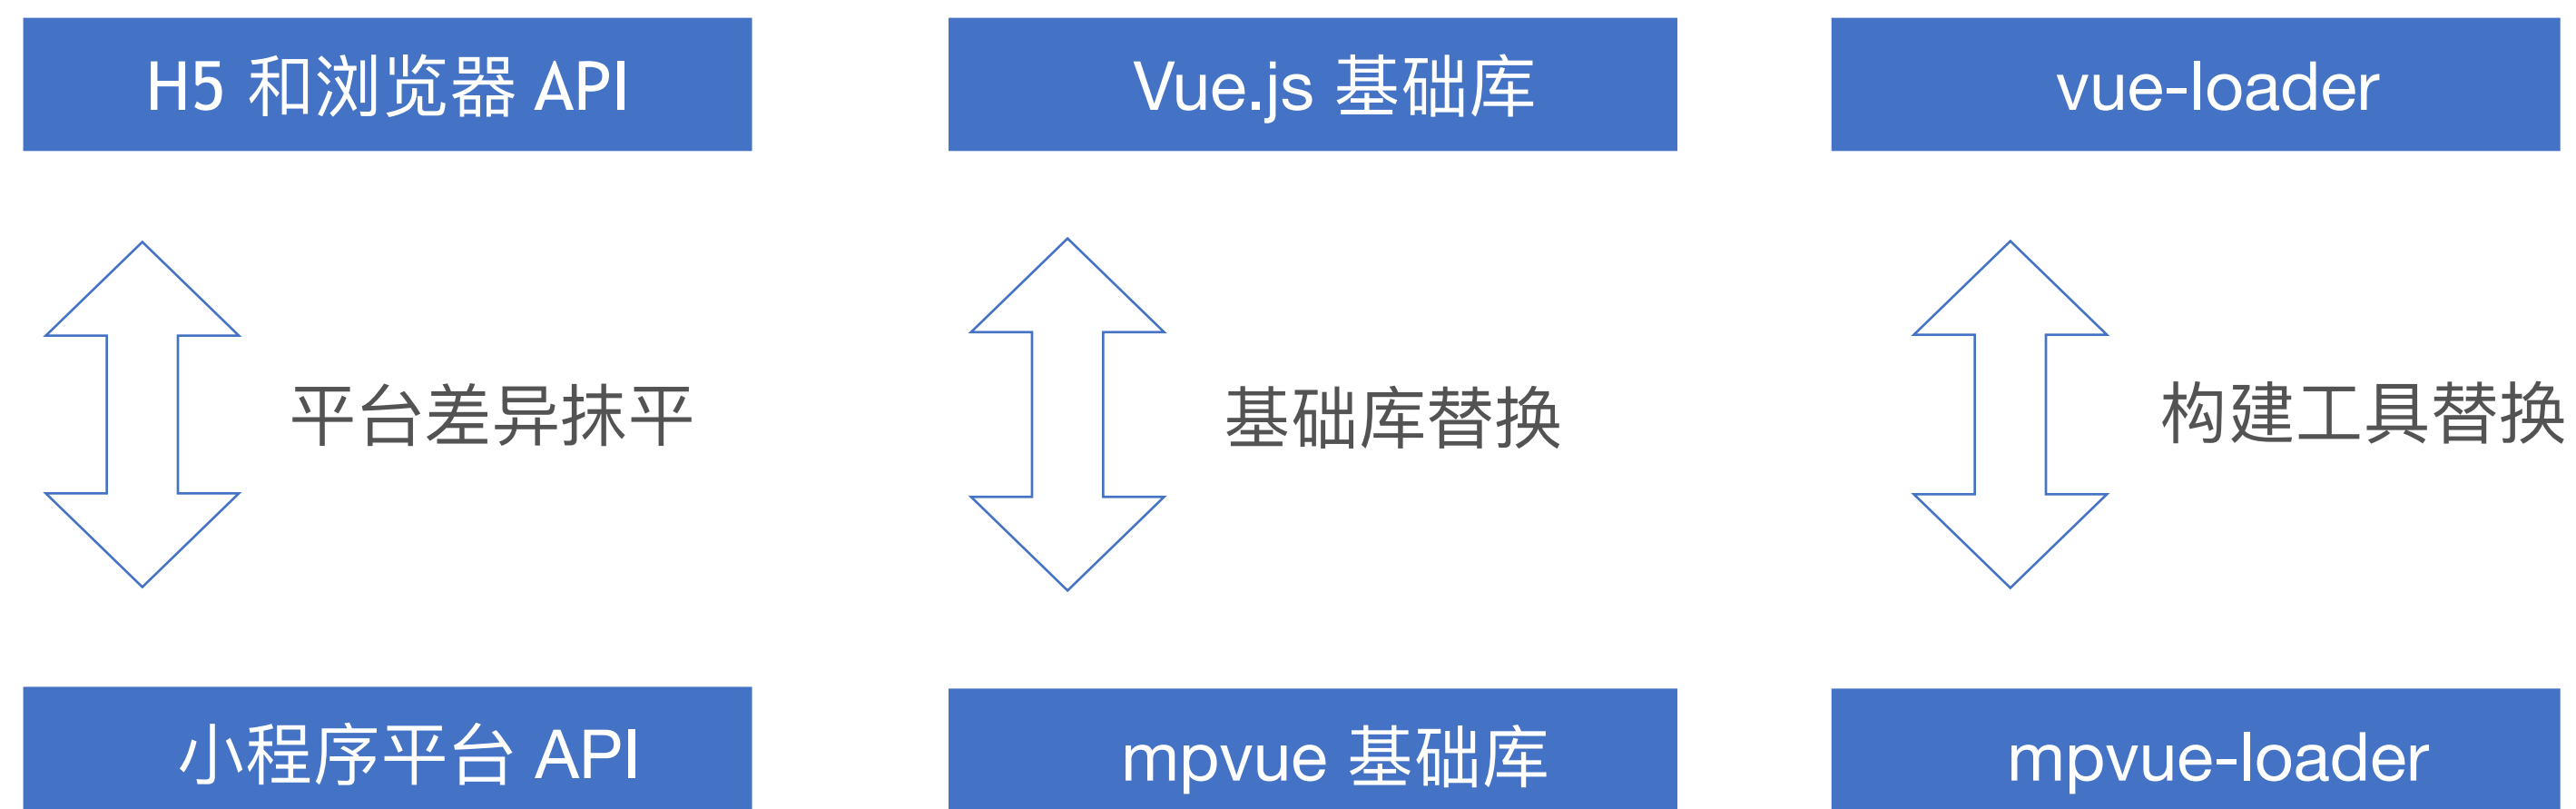 H5 和浏览器 API
Vue.js 基础库
vue-loader
平台差异抹平
基础库替换
构建工具替换
小程序平台 API
mpvue 基础库
mpvue-loader